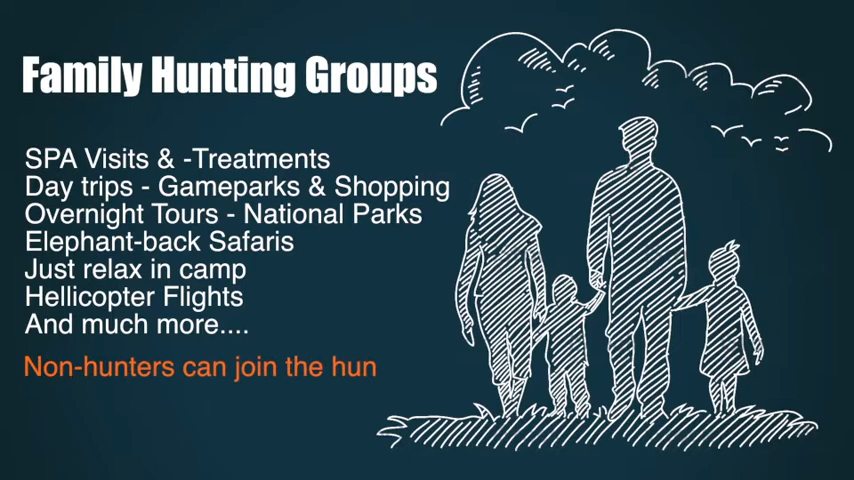 Family Hunting Groups
SPA Visits & -Treatments
Day trips - Gameparks & Shopping
Overnight Tours - National Parks
Elephant-back Safaris
Just relax in camp
Hellicopter Flights
And much more....
Non-hunters can join the hun